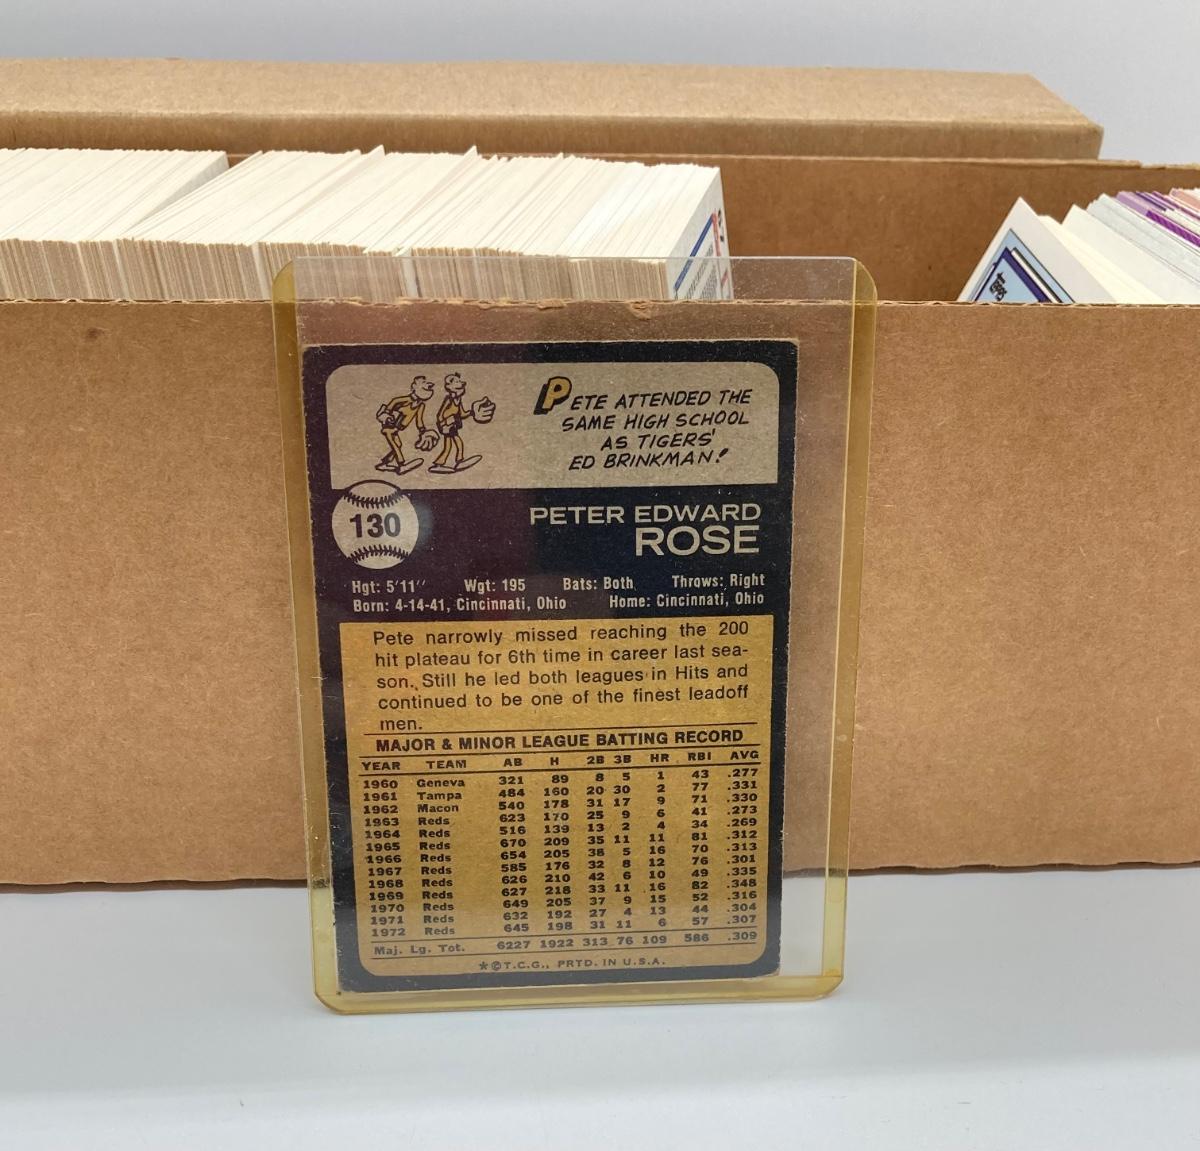 PETE ATTENDED THE
SAME HIGH SCHOOL
AS TIGERS'
ED BRINKMAN!
130
PETER EDWARD
ROSE
Hgt: 5'11'' Wgt: 195 Bats: Both Throws: Right
Born: 4-14-41, Cincinnati, Ohio Home: Cincinnati, Ohio
Pete narrowly missed reaching the 200
hit plateau for 6th time in career last sea-
son. Still he led both leagues in Hits and
continued to be one of the finest leadoff
men.
MAJOR & MINOR LEAGUE BATTING RECORD
YEAR TEAM AB H 2B 3B HR RBI AVG
1960 Geneva 321 89 8 5 1 43 .277
1961 Tampa 484 160 20 30 2 77 .331
1962 Macon 540 178 31 17 9 71 .330
1963 Reds 623 170 25 9 6 41 .273
1964 Reds 516 139 13 2 4 34 .269
1965 Reds 670 209 35 11 11 81 .312
1966 Reds 654 205 38 5 16 70 .313
1967 Reds 585 176 32 8 12 76 .301
1968 Reds 626 210 42 6 10 49 .335
1969 Reds 627 218 33 11 16 82 .348
1970 Reds 649 205 37 9 15 52 .316
1971 Reds 632 192 27 4 13 44 .304
1972 Reds 645 198 31 11 6 57 .307
Maj. Lg. Tot. 6227 1922 313 76 109 586 .309
*©T.C.G., PRTD. IN U.S.A.